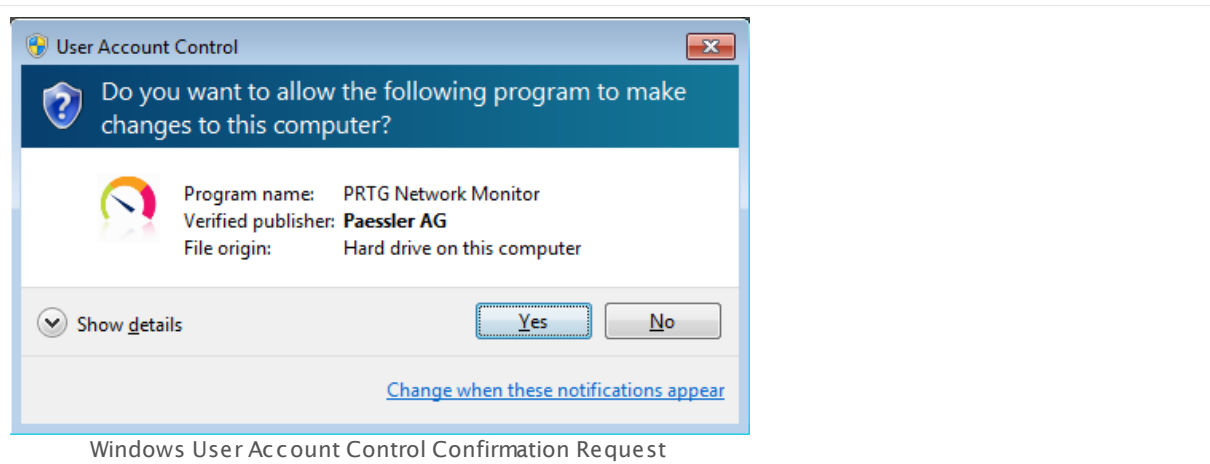 User Account Control
Do you want to allow the following program to make
changes to this computer?
Program name: PRTG Network Monitor
Verified publisher: Paessler AG
File origin: Hard drive on this computer
Show details Yes No
Change when these notifications appear
Windows User Account Control Confirmation Request